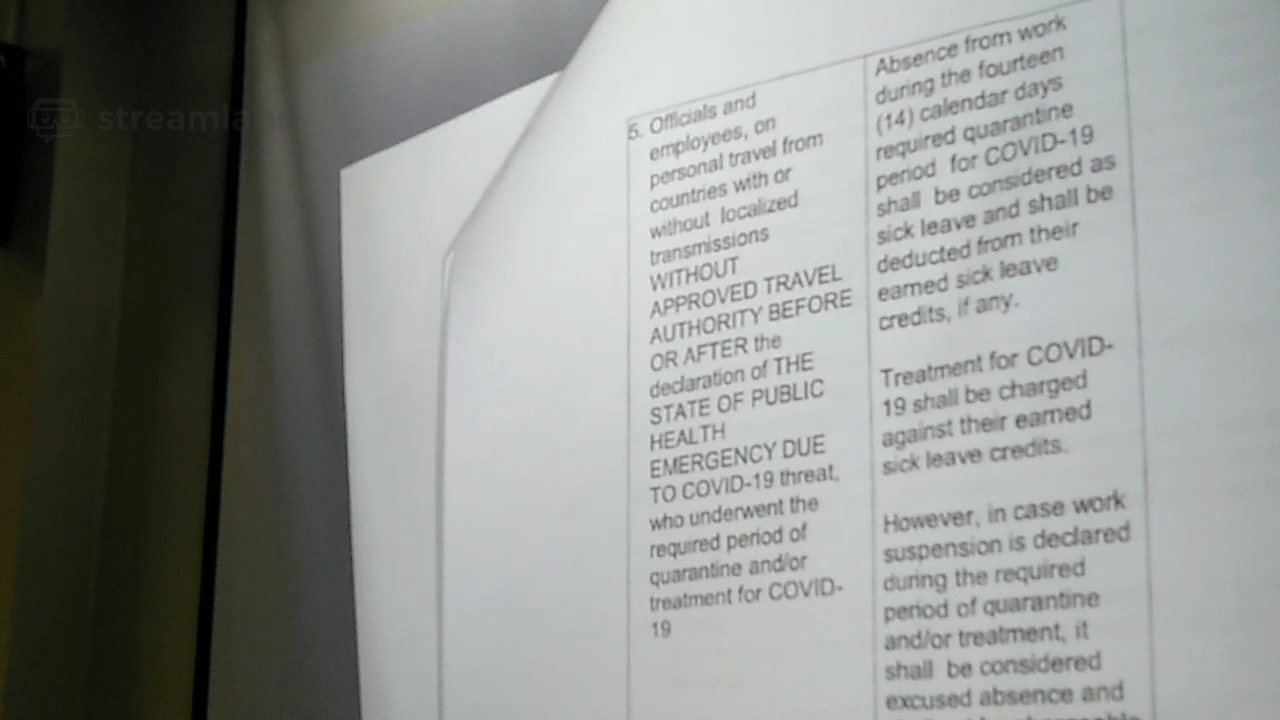 streamla
5. Officials and
employees, on
personal travel from
countries with or
without localized
transmissions
WITHOUT
APPROVED TRAVEL
AUTHORITY BEFORE
OR AFTER the
declaration of THE
STATE OF PUBLIC
HEALTH
EMERGENCY DUE
TO COVID-19 threat,
who underwent the
required period of
quarantine and/or
treatment for COVID-
19
Absence from work
during the fourteen
(14) calendar days
required quarantine
period for COVID-19
shall be considered as
sick leave and shall be
deducted from their
earned sick leave
credits, if any.
Treatment for COVID-
19 shall be charged
against their earned
sick leave credits.
However, in case work
suspension is declared
during the required
period of quarantine
and/or treatment, it
shall be considered
excused absence and